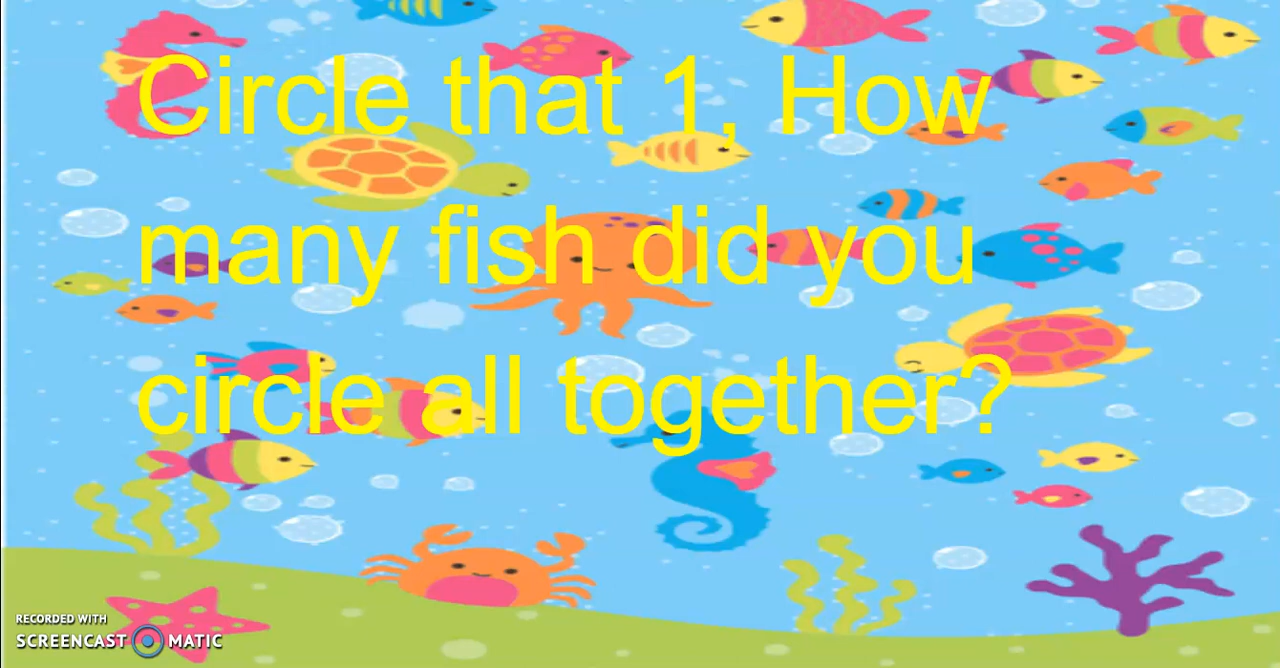 Circle that 1, How
many fish did you
circle all together?
RECORDED WITH
SCREENCAST MATIC